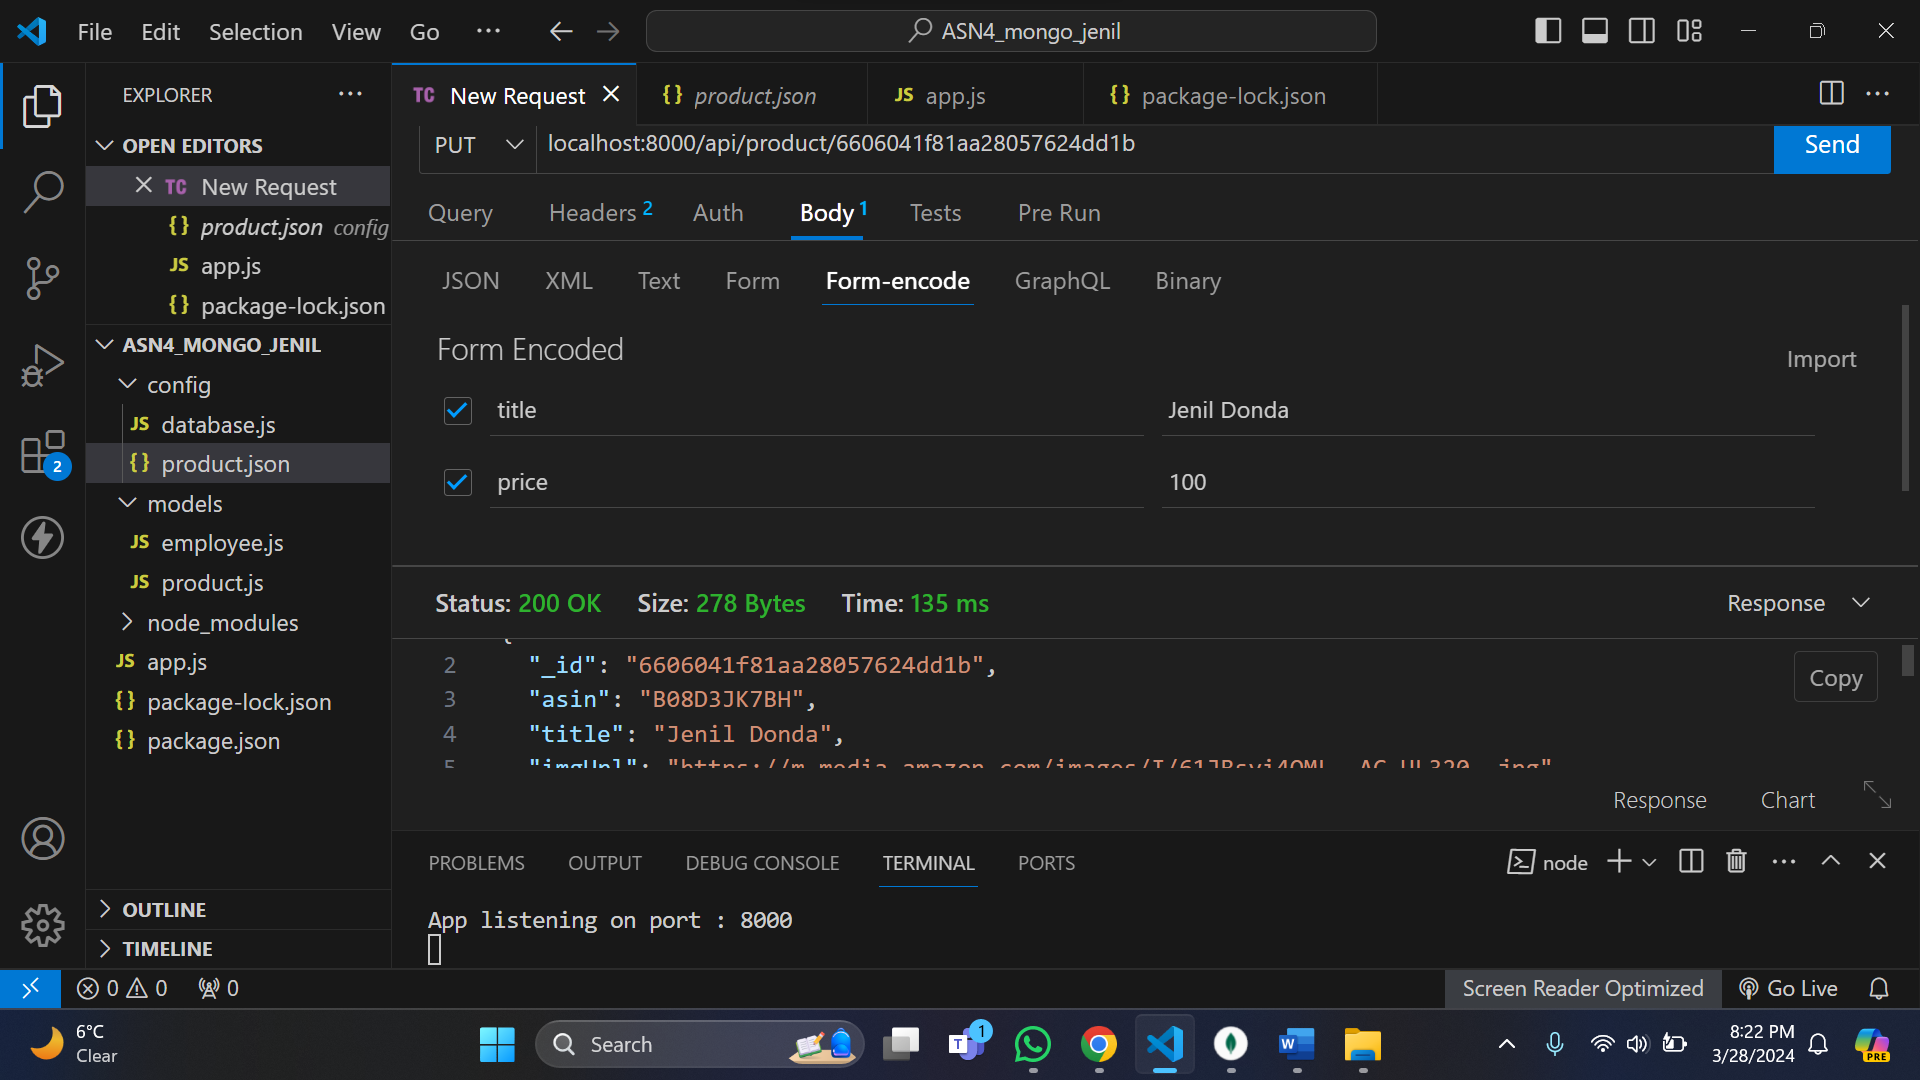 File Edit Selection View Go ··· ASN4_mongo_jenil
EXPLORER ···
TC New Request {} product.json JS app.js {} package-lock.json ···
OPEN EDITORS
TC New Request
{} product.json config
JS app.js
{} package-lock.json
ASN4_MONGO_JENIL
config
JS database.js
{} product.json
models
JS employee.js
JS product.js
node_modules
JS app.js
{} package-lock.json
{} package.json
OUTLINE
TIMELINE
2
PUT localhost:8000/api/product/6606041f81aa28057624dd1b Send
Query Headers 2 Auth Body 1 Tests Pre Run
JSON XML Text Form Form-encode GraphQL Binary
Form Encoded
Import
title Jenil Donda
price 100
Status: 200 OK Size: 278 Bytes Time: 135 ms Response
{
2 "_id": "6606041f81aa28057624dd1b",
3 "asin": "B08D3JK7BH",
4 "title": "Jenil Donda",
5 "imgUrl":
Copy
Response Chart
PROBLEMS OUTPUT DEBUG CONSOLE TERMINAL PORTS node ···
App listening on port : 8000
0 0 0 Screen Reader Optimized Go Live
6°C
Clear
Search
T 1
W
8:22 PM
3/28/2024
PRE